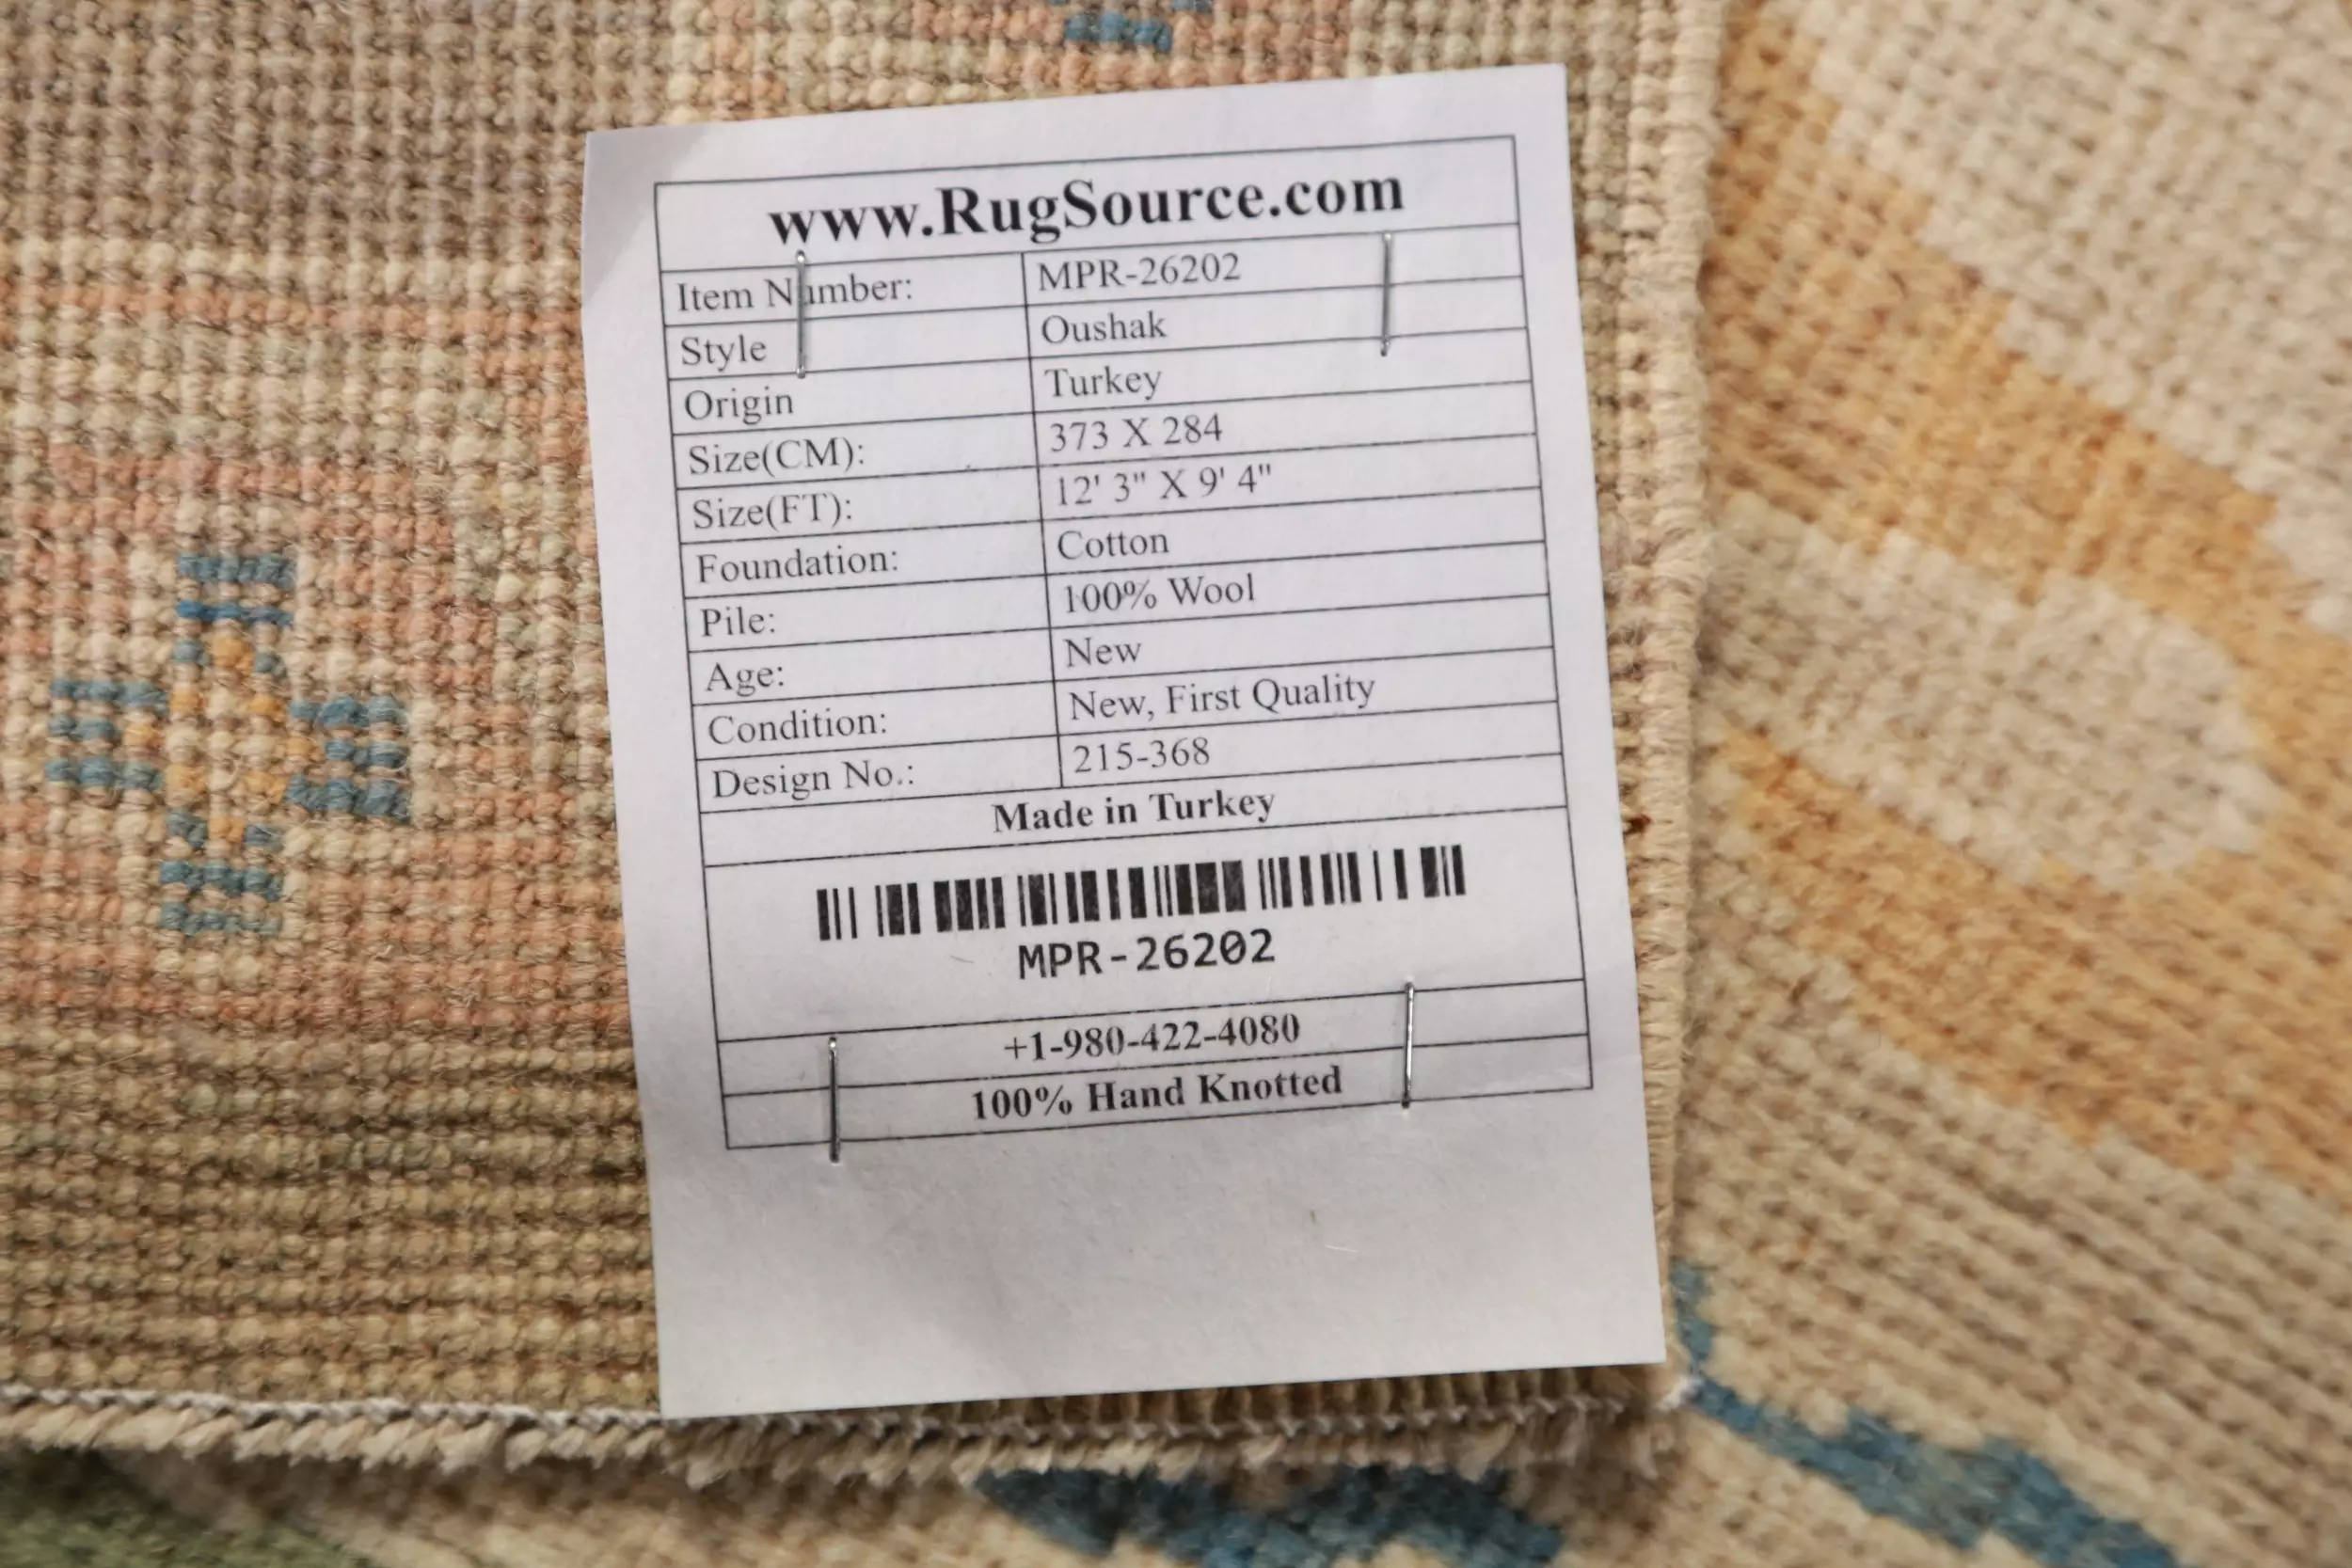 www.RugSource.com
Item Number: MPR-26202
Style Oushak
Origin Turkey
Size(CM): 373 X 284
Size(FT): 12' 3" X 9' 4"
Foundation: Cotton
Pile: 100% Wool
Age: New
Condition: New, First Quality
Design No.: 215-368
Made in Turkey
MPR-26202
+1-980-422-4080
100% Hand Knotted